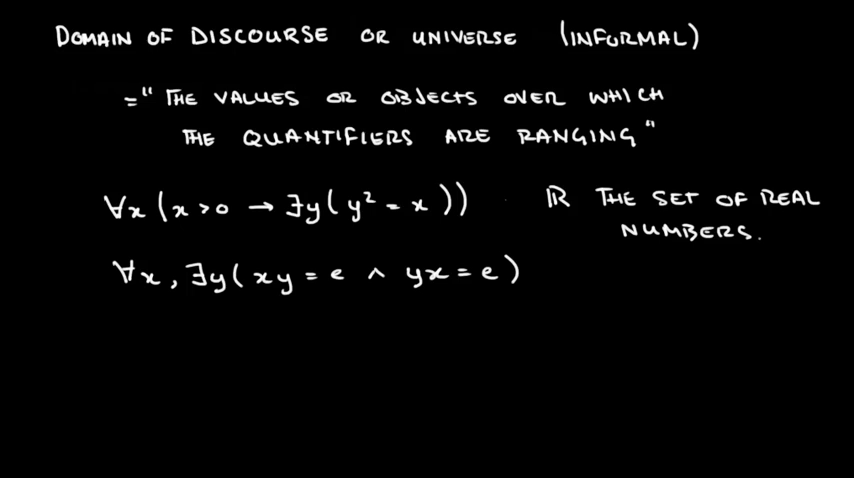 DOMAIN OF DISCOURSE OR UNIVERSE (INFORMAL)
= "THE VALUES OR OBJECTS OVER WHICH
THE QUANTIFIERS ARE RANGING"
∀x (x > 0 → ∃y (y² = x)) ℝ THE SET OF REAL
NUMBERS.
∀x, ∃y (xy = e ∧ yx = e)